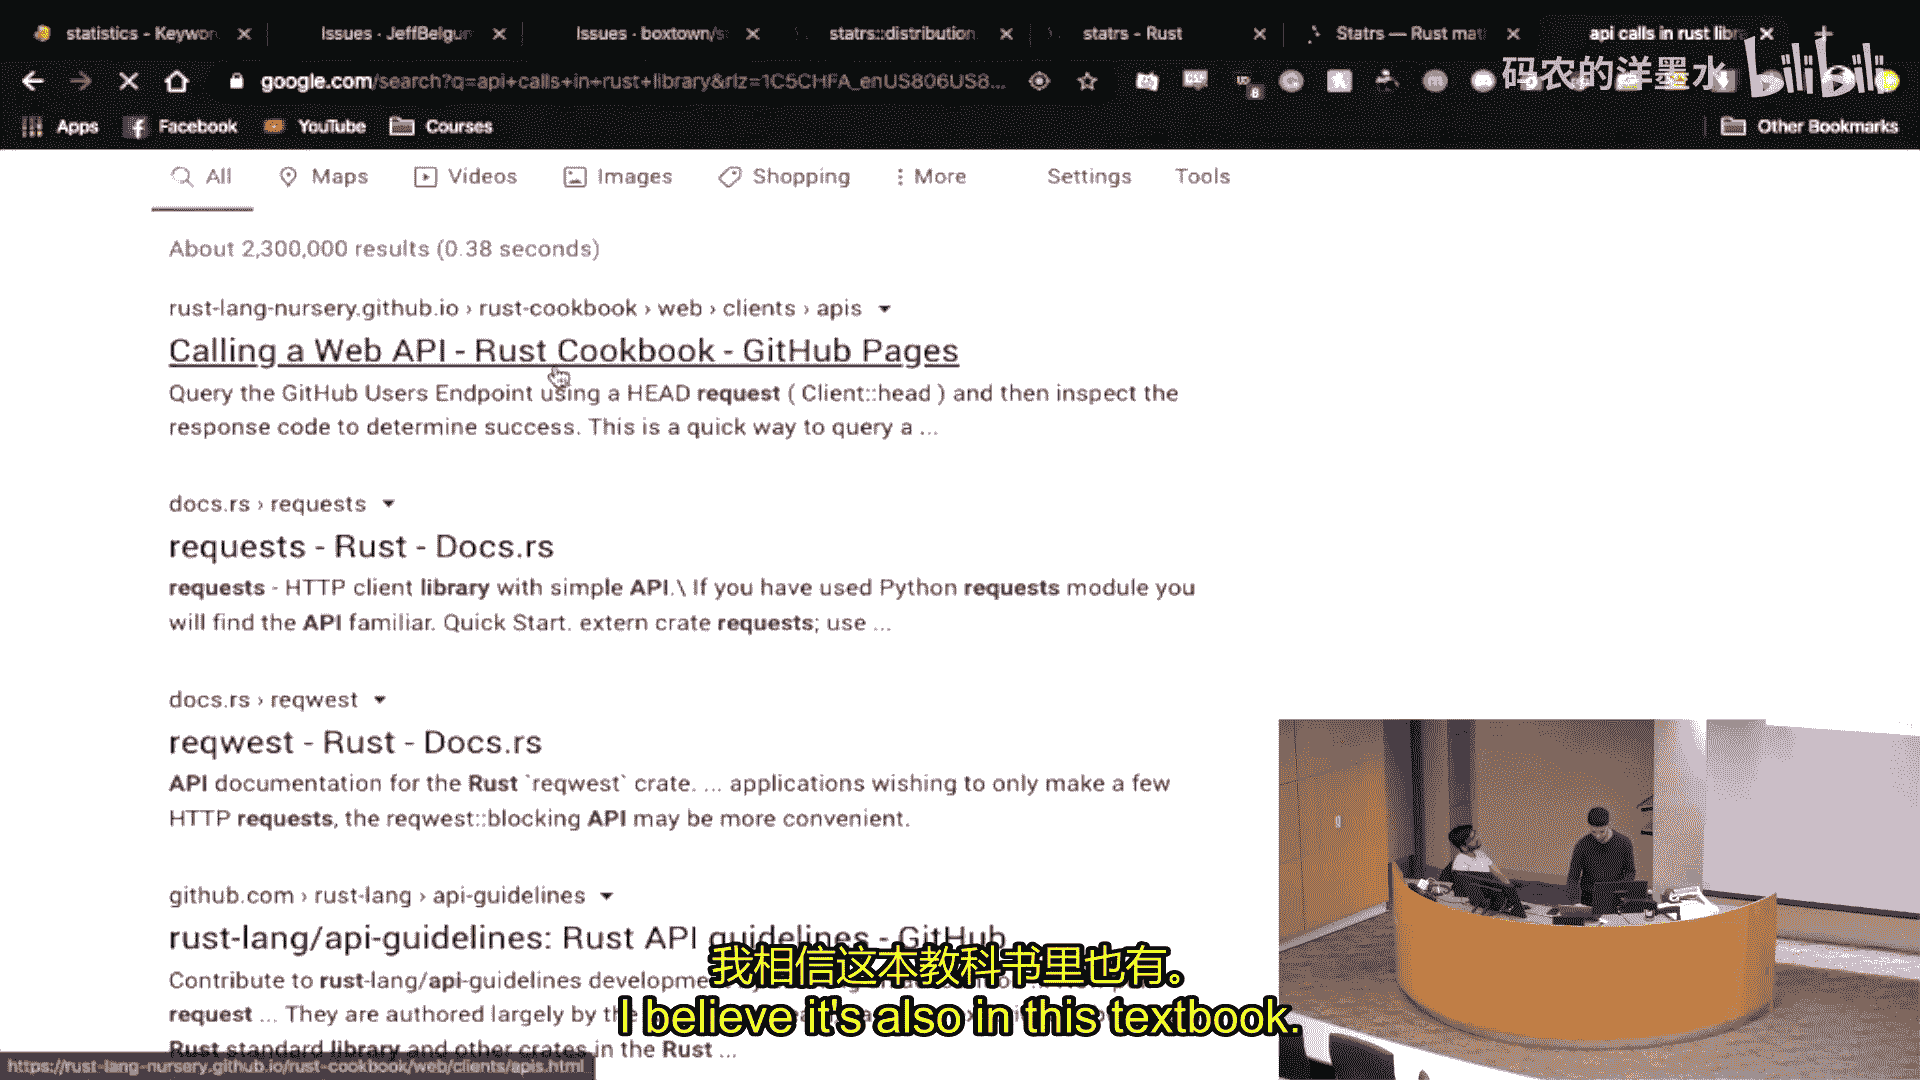 statistics - Keywor
Issues · JeffBelgum
Issues · boxtown/s
statrs::distribution
statrs - Rust
Statrs — Rust mat
api calls in rust libr
google.com/search?q=api+calls+in+rust+library&rlz=1C5CHFA_enUS806US8...
码农的洋墨水
bilibili
Apps
Facebook
YouTube
Courses
Other Bookmarks
All
Maps
Videos
Images
Shopping
More
Settings
Tools
About 2,300,000 results (0.38 seconds)
rust-lang-nursery.github.io › rust-cookbook › web › clients › apis
Calling a Web API - Rust Cookbook - GitHub Pages
Query the GitHub Users Endpoint using a HEAD request ( Client::head ) and then inspect the
response code to determine success. This is a quick way to query a ...
docs.rs › requests
requests - Rust - Docs.rs
requests - HTTP client library with simple API.\ If you have used Python requests module you
will find the API familiar. Quick Start. extern crate requests; use ...
docs.rs › reqwest
reqwest - Rust - Docs.rs
API documentation for the Rust `reqwest` crate. ... applications wishing to only make a few
HTTP requests, the reqwest::blocking API may be more convenient.
github.com › rust-lang › api-guidelines
rust-lang/api-guidelines: Rust API guidelines - GitHub
Contribute to rust-lang/api-guidelines
request ... They are authored largely by the
Rust standard library and other crates in the Rust ...
我相信这本教科书里也有。
I believe it's also in this textbook.
https://rust-lang-nursery.github.io/rust-cookbook/web/clients/apis.html